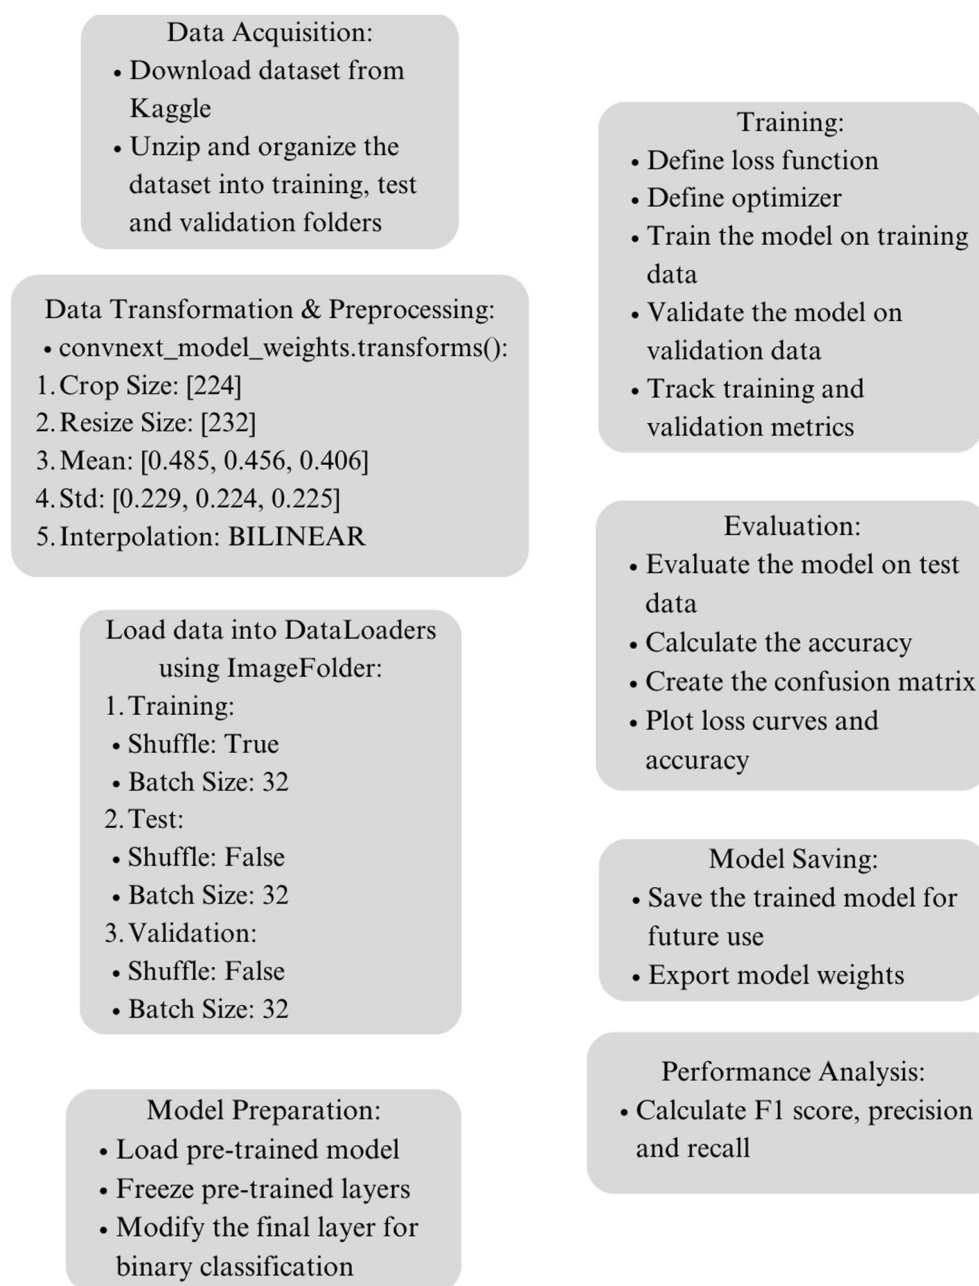 Data Acquisition:
• Download dataset from
Kaggle
• Unzip and organize the
dataset into training, test
and validation folders
Data Transformation & Preprocessing:
• convnext_model_weights.transforms():
1. Crop Size: [224]
2. Resize Size: [232]
3. Mean: [0.485, 0.456, 0.406]
4. Std: [0.229, 0.224, 0.225]
5. Interpolation: BILINEAR
Load data into DataLoaders
using ImageFolder:
1. Training:
• Shuffle: True
• Batch Size: 32
2. Test:
• Shuffle: False
• Batch Size: 32
3. Validation:
• Shuffle: False
• Batch Size: 32
Model Preparation:
• Load pre-trained model
• Freeze pre-trained layers
• Modify the final layer for
binary classification
Training:
• Define loss function
• Define optimizer
• Train the model on training
data
• Validate the model on
validation data
• Track training and
validation metrics
Evaluation:
• Evaluate the model on test
data
• Calculate the accuracy
• Create the confusion matrix
• Plot loss curves and
accuracy
Model Saving:
• Save the trained model for
future use
• Export model weights
Performance Analysis:
• Calculate F1 score, precision
and recall